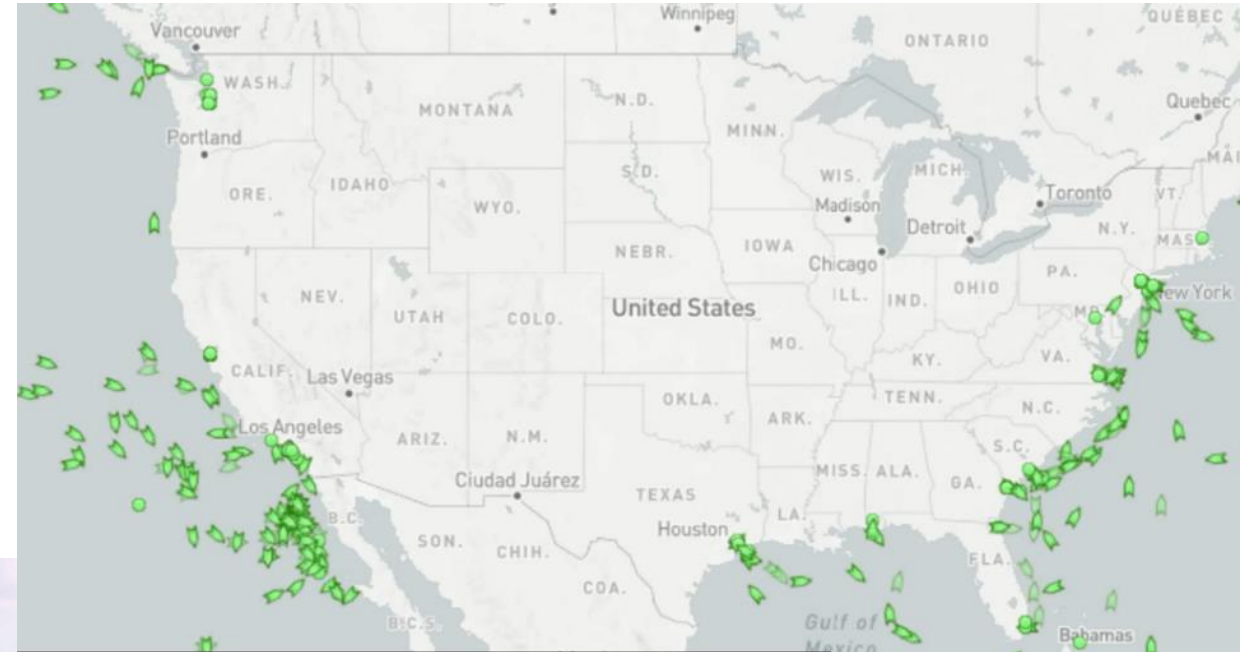 Vancouver
Winnipeg
QUÉBEC
ONTARIO
WASH.
MONTANA
N.D.
Quebec
MINN.
Portland
S.D.
WIS.
MICH.
ORE.
IDAHO
VT.
Toronto
WYO.
Madison
N.Y.
Detroit
MASS.
NEBR.
IOWA
Chicago
PA.
ILL.
IND.
OHIO
New York
NEV.
United States
UTAH
COLO.
MD.
MO.
VA.
KY.
CALIF.
Las Vegas
OKLA.
TENN.
N.C.
Los Angeles
ARK.
ARIZ.
N.M.
S.C.
MISS.
ALA.
GA.
Ciudad Juárez
TEXAS
LA.
B.C.
Houston
SON.
CHIH.
FLA.
COA.
B.C.S.
Gulf of
Mexico
Bahamas